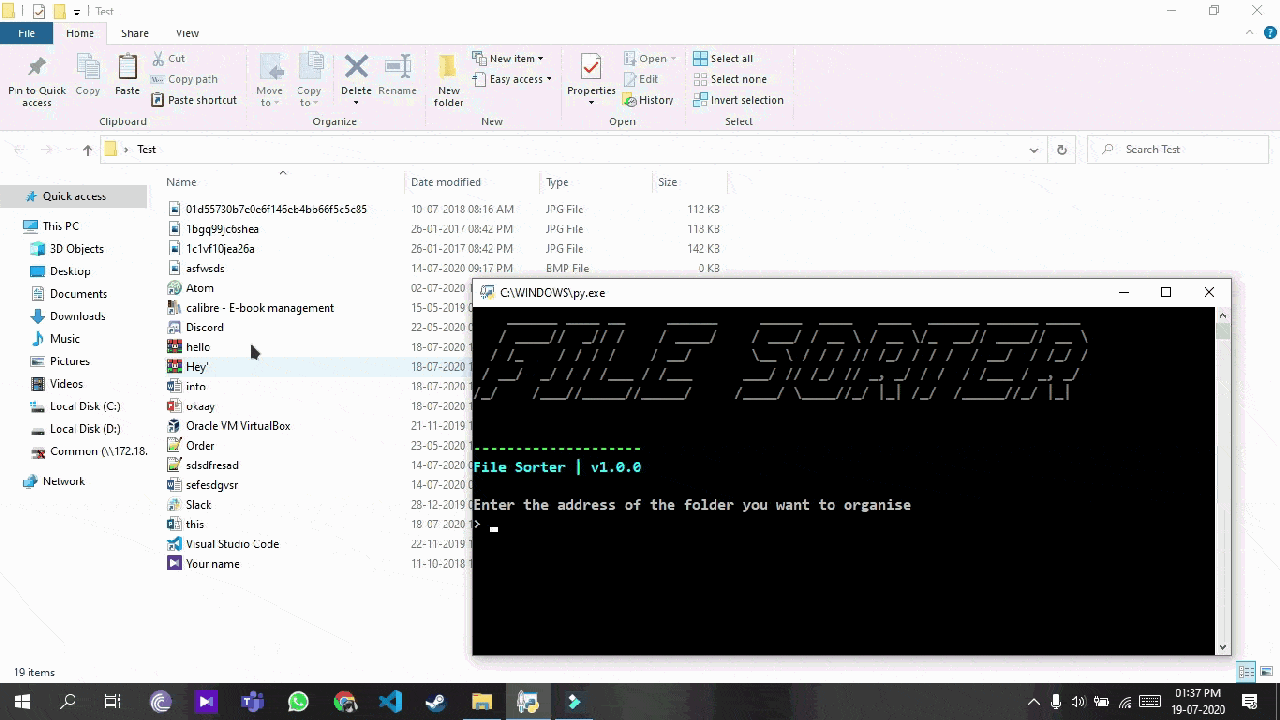 Test
File Home Share View
Pin to Quick access
Copy
Paste
Cut
Copy path
Paste shortcut
Clipboard
Move to
Copy to
Delete
Rename
Organize
New folder
New item
Easy access
New
Properties
Open
Edit
History
Open
Select all
Select none
Invert selection
Select
Test
Search Test
Name Date modified Type Size
Quick access
This PC
3D Objects
Desktop
Documents
Downloads
Music
Pictures
Videos
Local Disk (C:)
Local Disk (D:)
Common (\\172.18.
Network
10-07-2018 08:16 AM JPG File 112 KB
1bgq99jc6shea 26-01-2017 08:42 PM JPG File 118 KB
1c1vf10jea26a 26-01-2017 08:42 PM JPG File 142 KB
asfwsds 14-07-2020 09:17 PM BMP File 0 KB
Atom 02-07-
calibre - E-book management 15-05-2019
Discord 22-05-2020
hello 18-07-2020
Hey' 18-07-2020
into 18-07-2020
okaay 18-07-2020
Oracle VM VirtualBox 21-11-2019
Order 23-05-2020
sdsdfresad 14-07-2020
sefesdgvsr 14-07-2020
Slack 28-12-2019
this 18-07-2020
Visual Studio Code 22-11-2019
Your name 11-10-2018
19 items
C:\WINDOWS\py.exe
FILE SORTER
--------------------
File Sorter | v1.0.0
Enter the address of the folder you want to organise
>
01:37 PM
19-07-2020